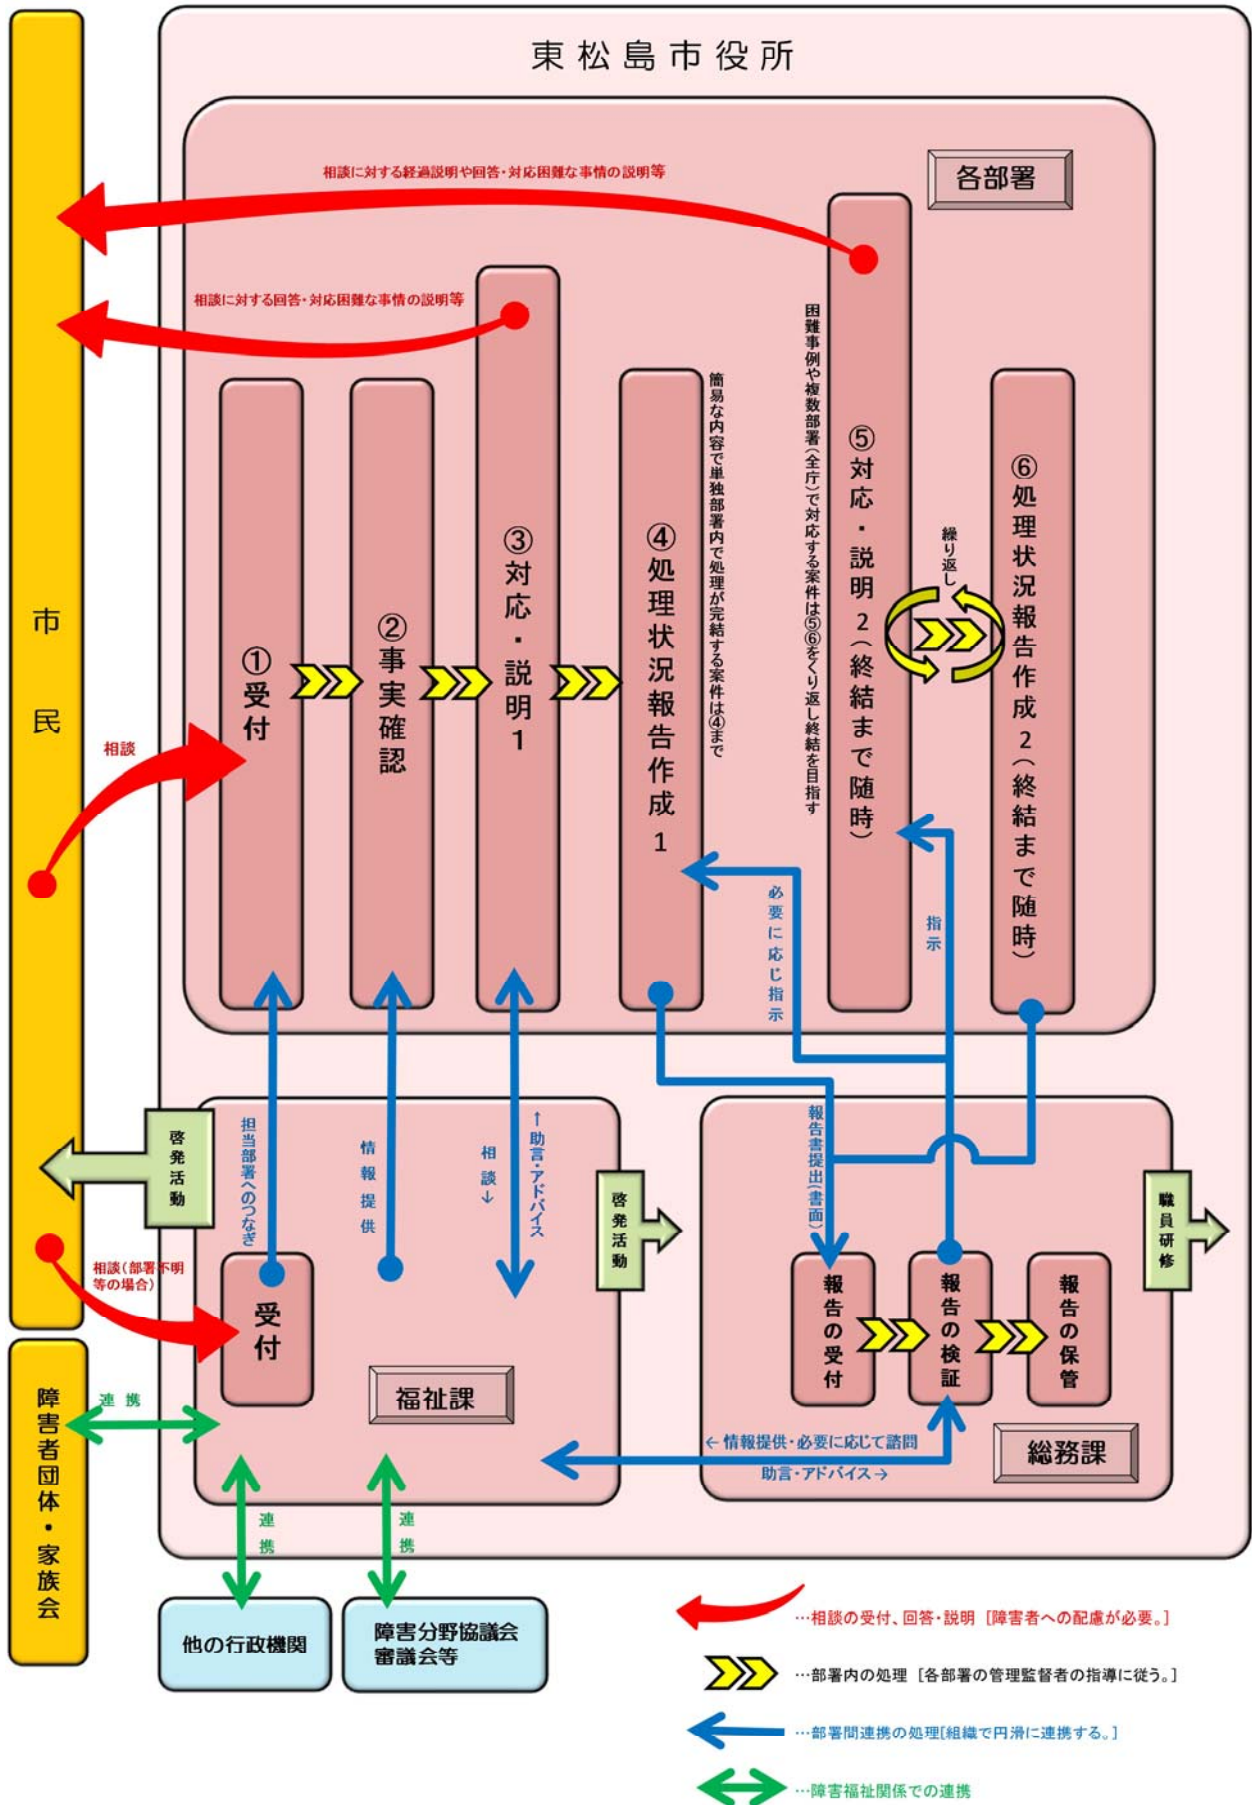 東松島市役所
各部署
相談に対する経過説明や回答・対応困難な事情の説明等
相談に対する回答・対応困難な事情の説明等
市民
相談
①受付
②事実確認
③対応・説明1
④処理状況報告作成1
簡易な内容で単独部署内で処理が完結する案件は④まで
困難事例や複数部署(全庁)で対応する案件は⑤⑥をくり返し終結を目指す
⑤対応・説明2(終結まで随時)
繰り返し
⑥処理状況報告作成2(終結まで随時)
必要に応じ指示
指示
啓発活動
担当部署へのつなぎ
情報提供
相談↓
↑助言・アドバイス
啓発活動
報告書提出(書面)
職員研修
相談(部署不明
等の場合)
受付
福祉課
報告の受付
報告の検証
報告の保管
総務課
←情報提供・必要に応じて諮問
助言・アドバイス→
障害者団体・家族会
連携
連携
連携
他の行政機関
障害分野協議会
審議会等
…相談の受付、回答・説明 [障害者への配慮が必要。]
…部署内の処理 [各部署の管理監督者の指導に従う。]
…部署間連携の処理[組織で円滑に連携する。]
…障害福祉関係での連携